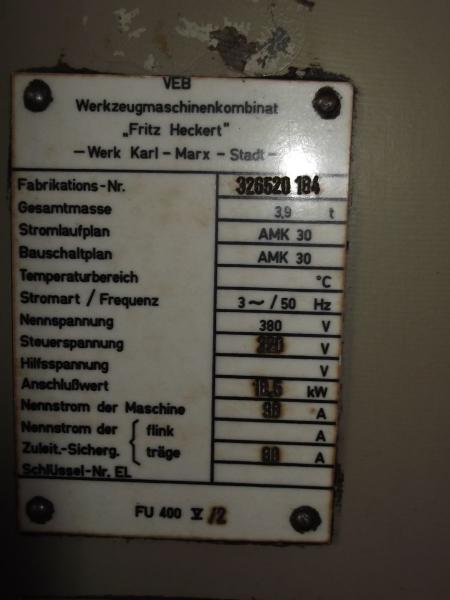 VEB
Werkzeugmaschinenkombinat
„Fritz Heckert"
— Werk Karl – Marx – Stadt –
Fabrikations-Nr. 326520 184
Gesamtmasse 3,9 t
Stromlaufplan AMK 30
Bauschaltplan AMK 30
Temperaturbereich °C
Stromart / Frequenz 3 ~ / 50 Hz
Nennspannung 380 V
Steuerspannung 220 V
Hilfsspannung V
Anschlußwert kW
Nennstrom der Maschine A
Nennstrom der { flink A
Zuleit.-Sicherg. { träge 80 A
Schlüssel-Nr. EL
FU 400 V /2